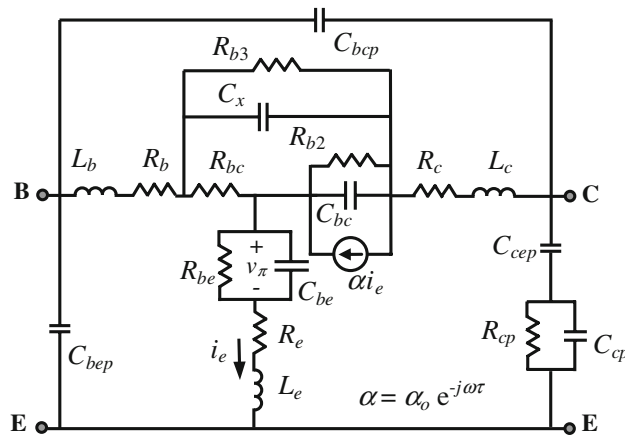 C_bcp
R_b3
C_x
R_b2
L_b
R_b
R_bc
R_c
L_c
B
C
C_bc
+
v_π
-
R_be
C_be
αi_e
C_cep
R_e
R_cp
C_cp
C_bep
i_e
L_e
α = α_o e^-jωτ
E
E